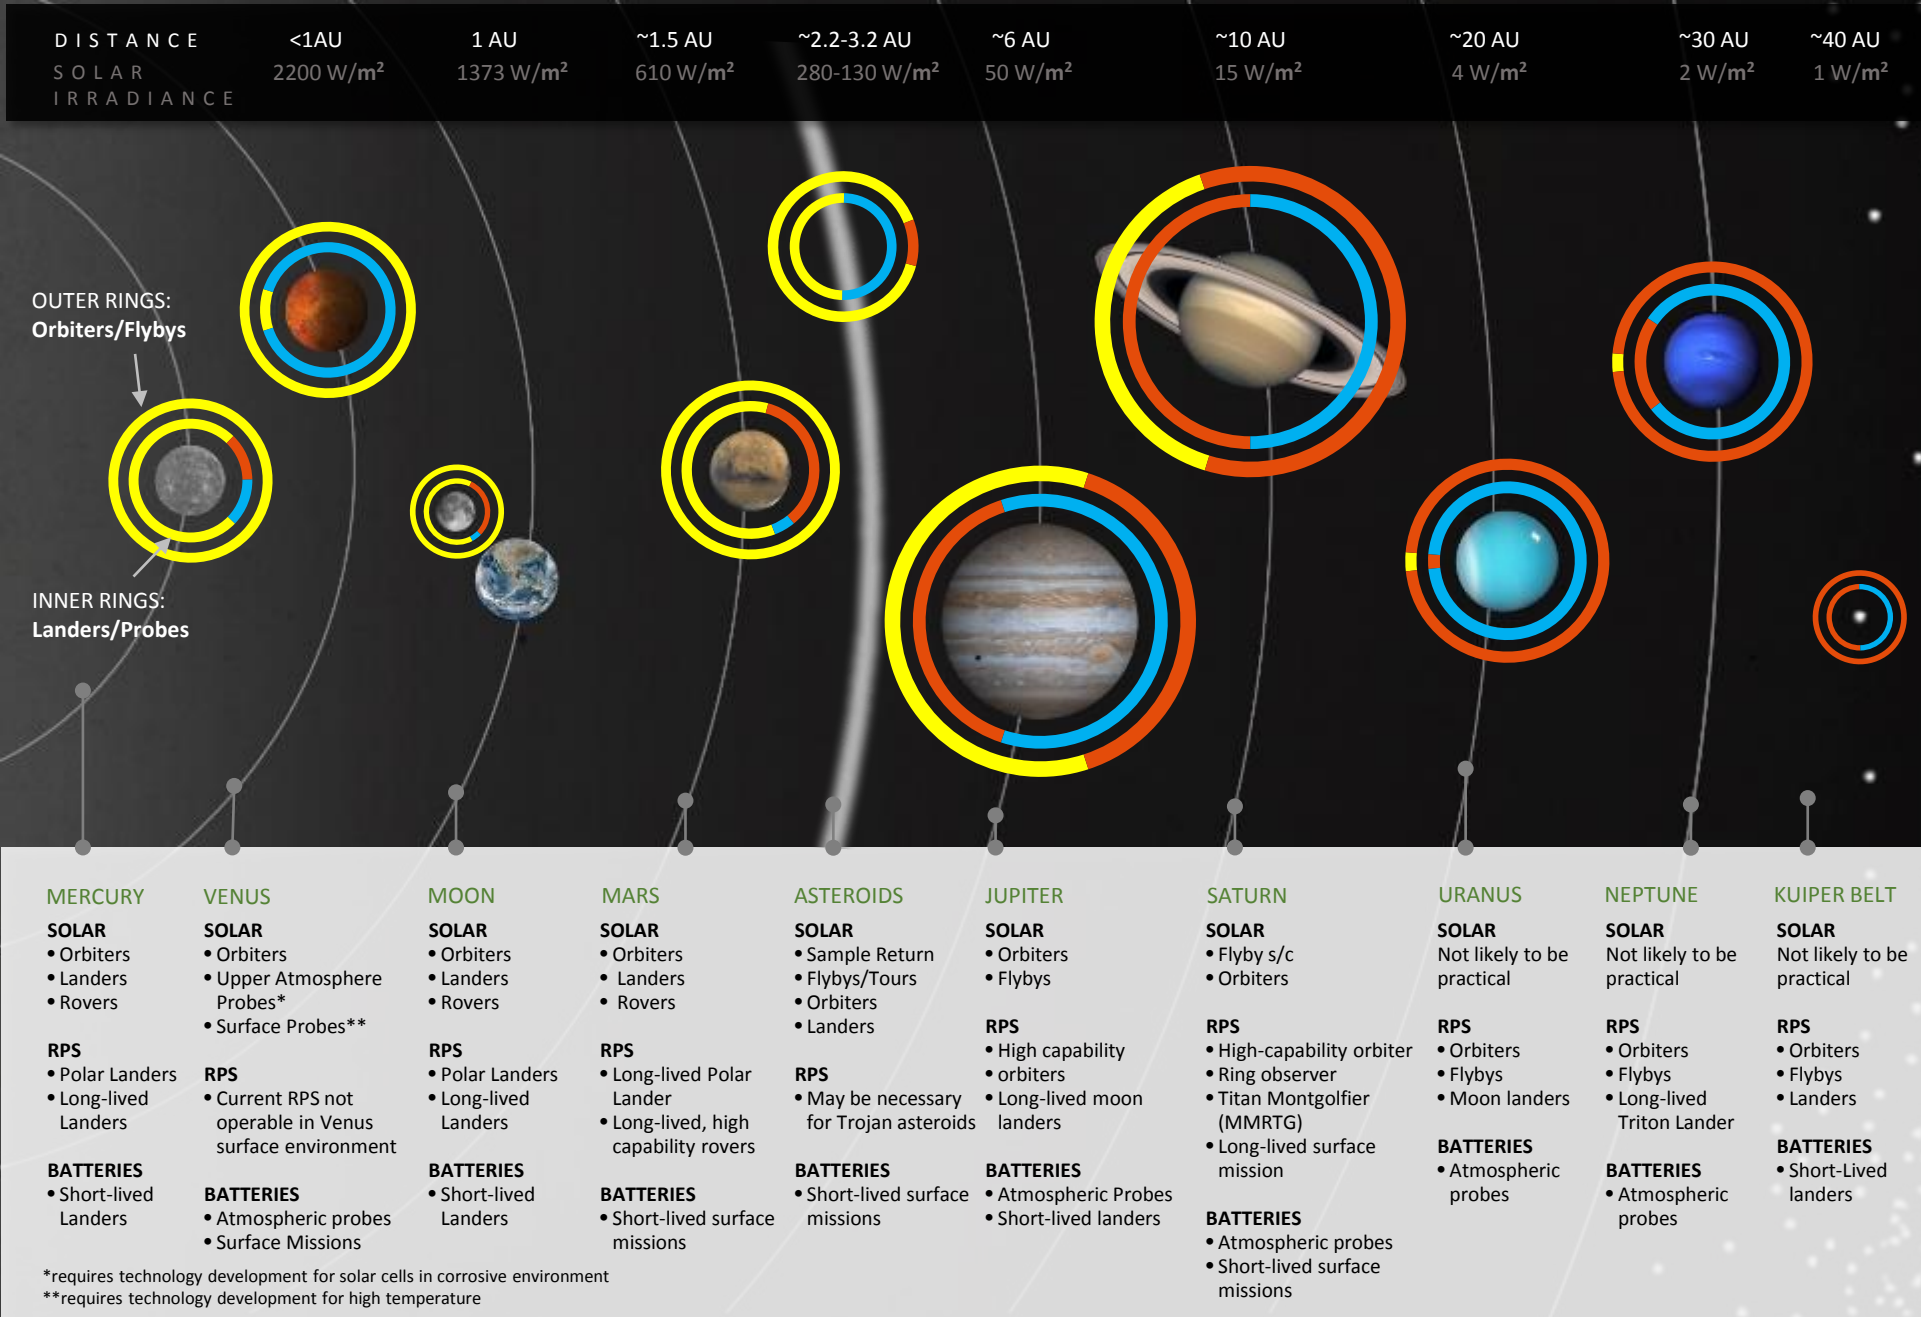 DISTANCE <1AU 1 AU ~1.5 AU ~2.2-3.2 AU ~6 AU ~10 AU ~20 AU ~30 AU ~40 AU
SOLAR IRRADIANCE 2200 W/m² 1373 W/m² 610 W/m² 280-130 W/m² 50 W/m² 15 W/m² 4 W/m² 2 W/m² 1 W/m²
OUTER RINGS:
Orbiters/Flybys
INNER RINGS:
Landers/Probes
MERCURY
SOLAR
• Orbiters
• Landers
• Rovers
RPS
• Polar Landers
• Long-lived
Landers
BATTERIES
• Short-lived
Landers
VENUS
SOLAR
• Orbiters
• Upper Atmosphere
Probes*
• Surface Probes**
RPS
• Current RPS not
operable in Venus
surface environment
BATTERIES
• Atmospheric probes
• Surface Missions
MOON
SOLAR
• Orbiters
• Landers
• Rovers
RPS
• Polar Landers
• Long-lived
Landers
BATTERIES
• Short-lived
Landers
MARS
SOLAR
• Orbiters
• Landers
• Rovers
RPS
• Long-lived Polar
Lander
• Long-lived, high
capability rovers
BATTERIES
• Short-lived surface
missions
ASTEROIDS
SOLAR
• Sample Return
• Flybys/Tours
• Orbiters
• Landers
RPS
• May be necessary
for Trojan asteroids
BATTERIES
• Short-lived surface
missions
JUPITER
SOLAR
• Orbiters
• Flybys
RPS
• High capability
• orbiters
• Long-lived moon
landers
BATTERIES
• Atmospheric Probes
• Short-lived landers
SATURN
SOLAR
• Flyby s/c
• Orbiters
RPS
• High-capability orbiter
• Ring observer
• Titan Montgolfier
(MMRTG)
• Long-lived surface
mission
BATTERIES
• Atmospheric probes
• Short-lived surface
missions
URANUS
SOLAR
Not likely to be
practical
RPS
• Orbiters
• Flybys
• Moon landers
BATTERIES
• Atmospheric
probes
NEPTUNE
SOLAR
Not likely to be
practical
RPS
• Orbiters
• Flybys
• Long-lived
Triton Lander
BATTERIES
• Atmospheric
probes
KUIPER BELT
SOLAR
Not likely to be
practical
RPS
• Orbiters
• Flybys
• Landers
BATTERIES
• Short-Lived
landers
*requires technology development for solar cells in corrosive environment
**requires technology development for high temperature